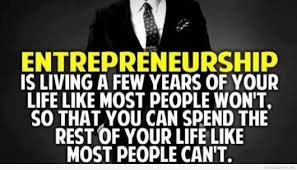 ENTREPRENEURSHIP
IS LIVING A FEW YEARS OF YOUR
LIFE LIKE MOST PEOPLE WON'T,
SO THAT YOU CAN SPEND THE
REST OF YOUR LIFE LIKE
MOST PEOPLE CAN'T.